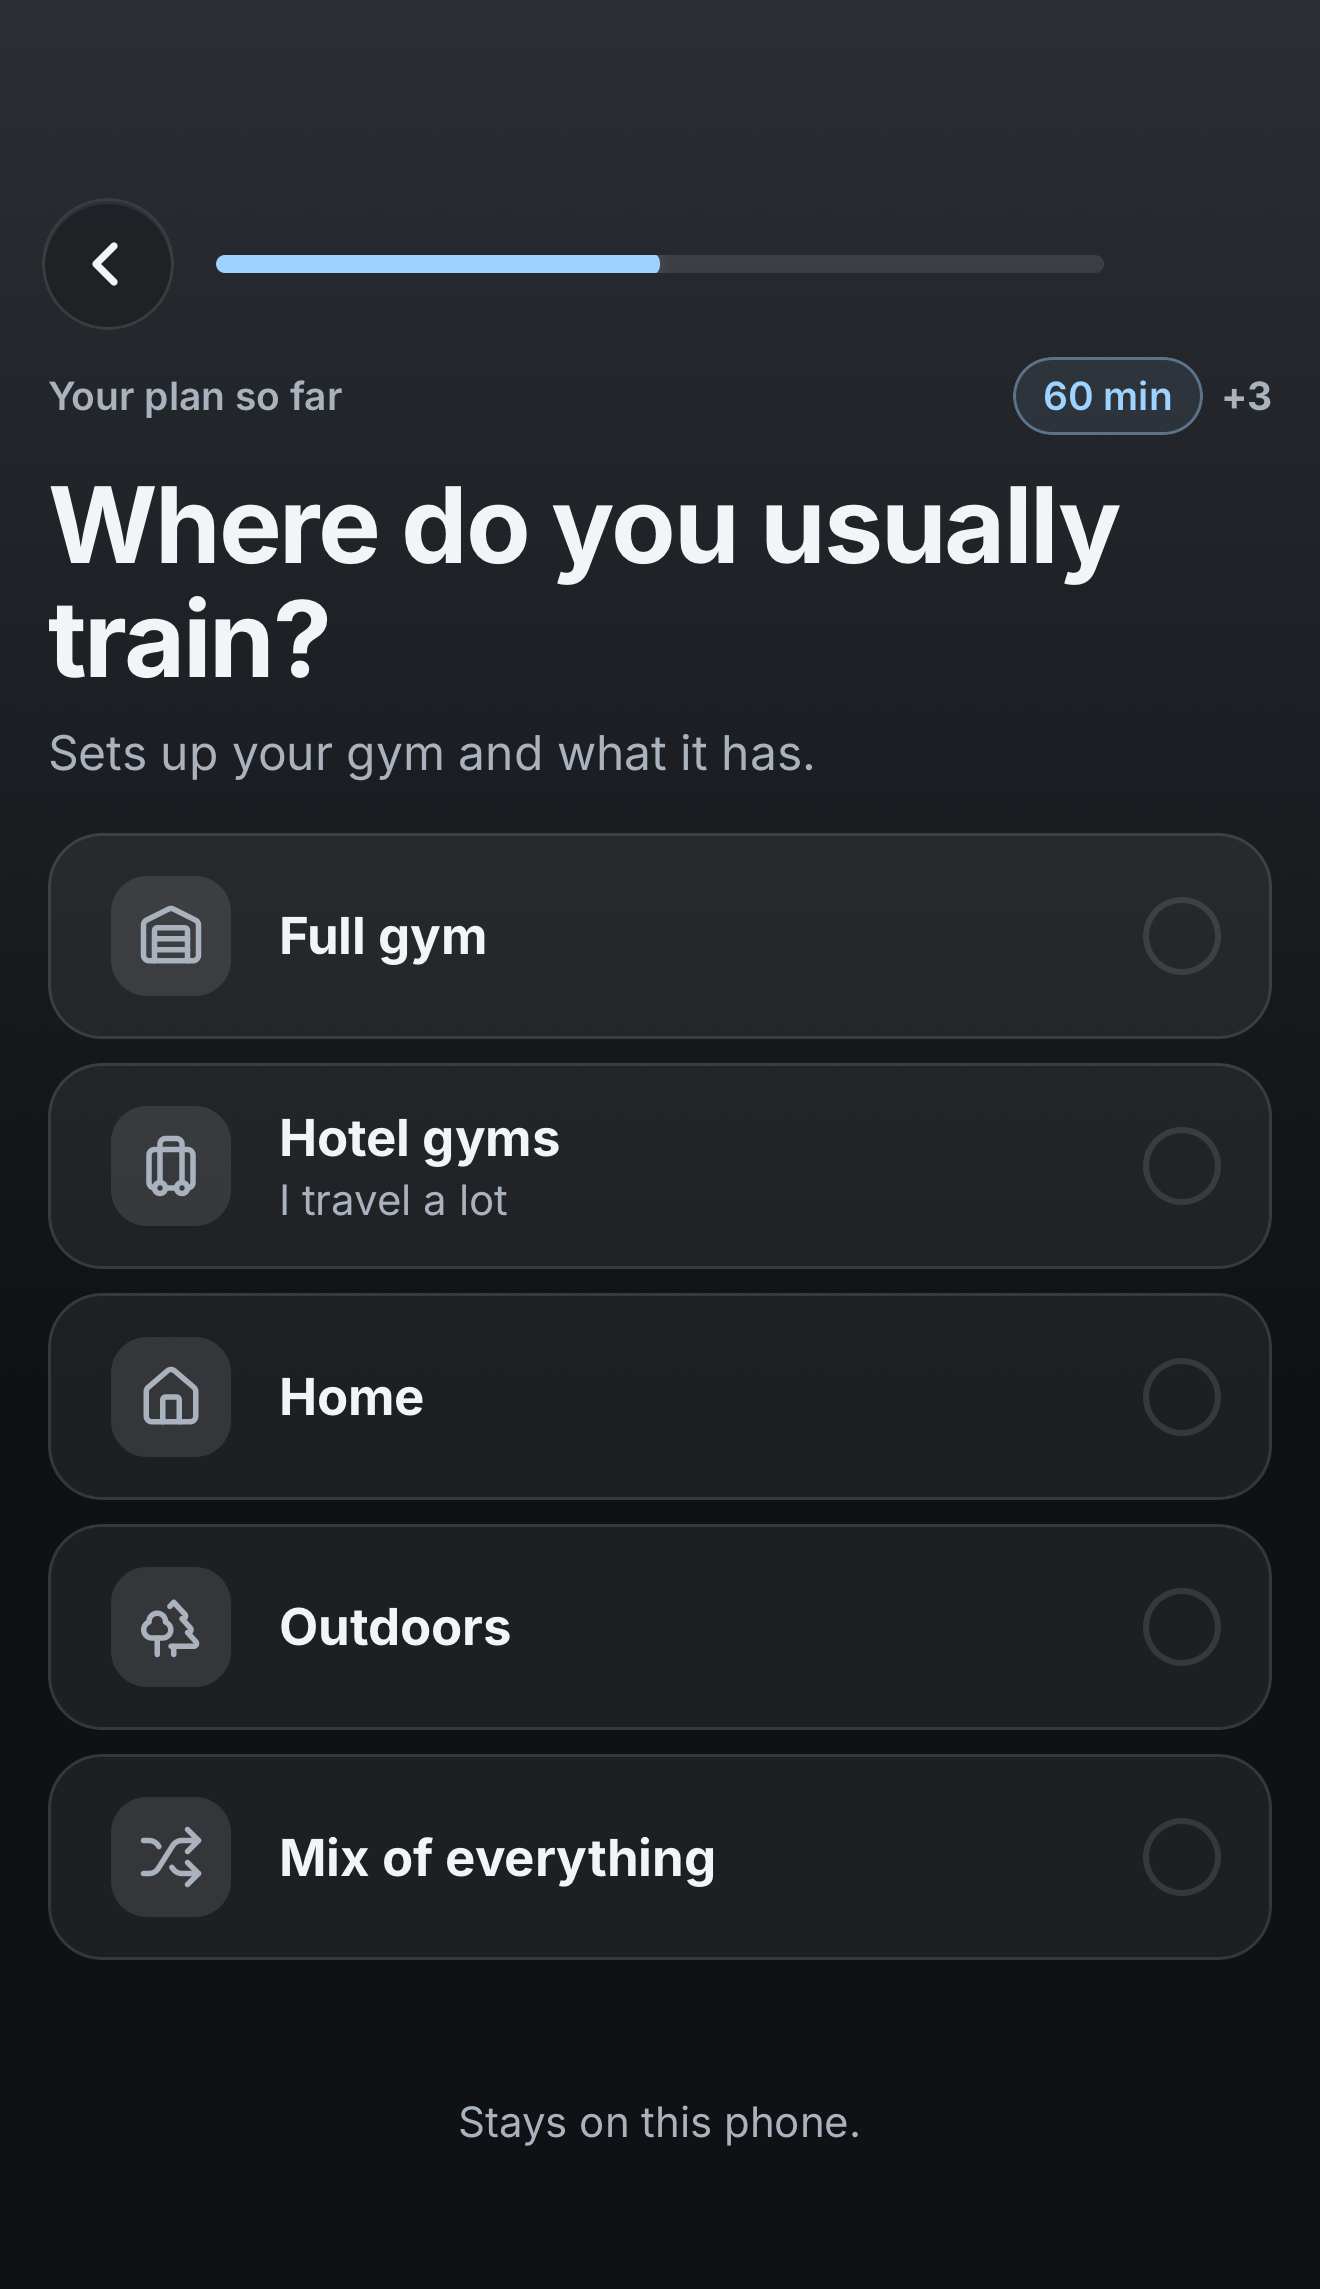 Your plan so far
60 min +3
Where do you usually
train?
Sets up your gym and what it has.
Full gym
Hotel gyms
I travel a lot
Home
Outdoors
Mix of everything
Stays on this phone.